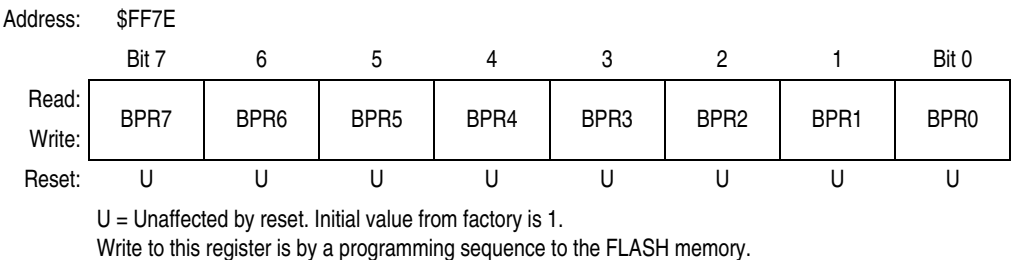 Address: $FF7E
Bit 7 6 5 4 3 2 1 Bit 0
Read:
BPR7 BPR6 BPR5 BPR4 BPR3 BPR2 BPR1 BPR0
Write:
Reset: U U U U U U U U
U = Unaffected by reset. Initial value from factory is 1.
Write to this register is by a programming sequence to the FLASH memory.